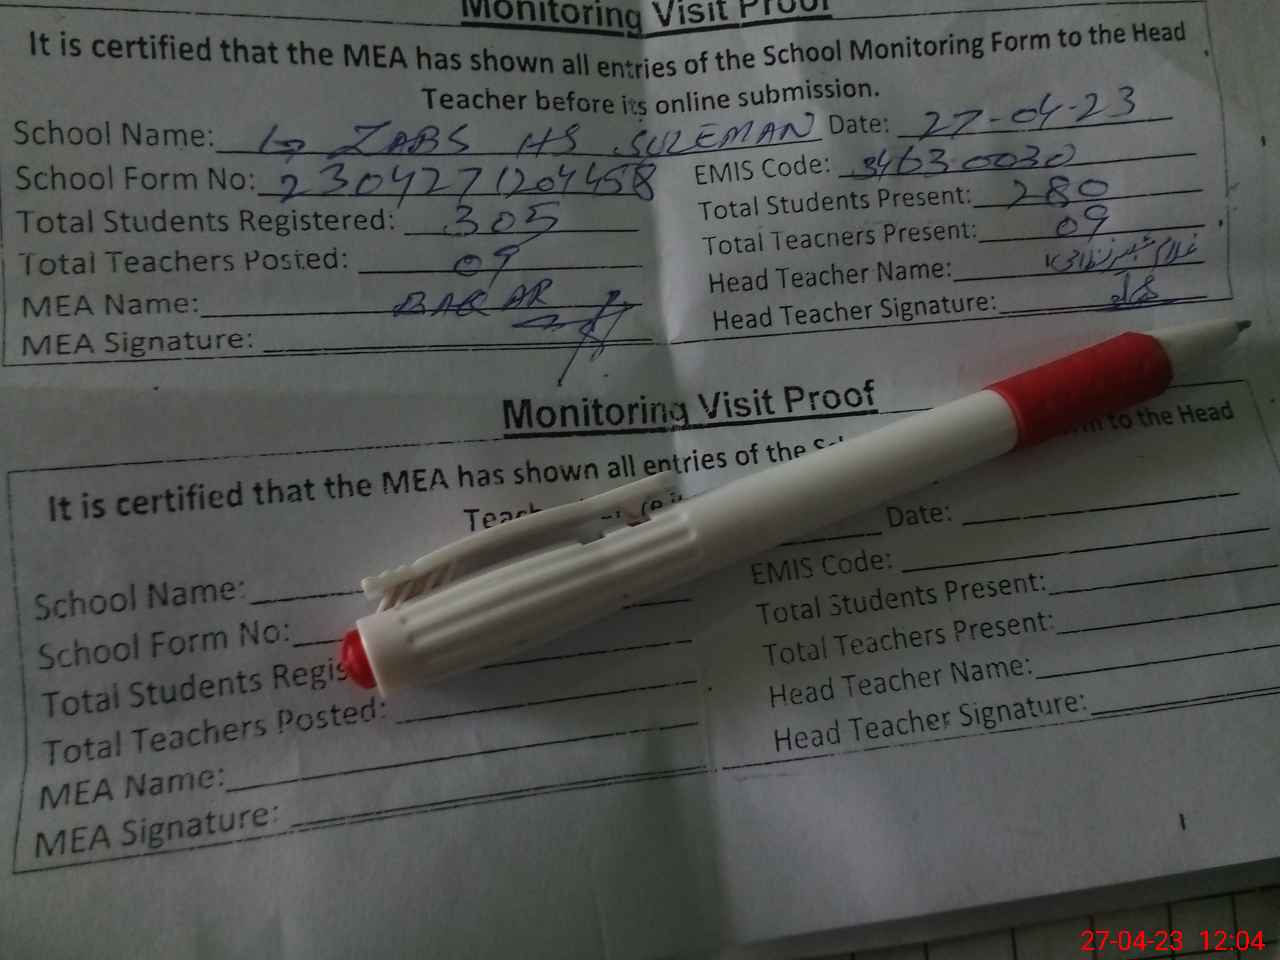 Monitoring Visit Proof
It is certified that the MEA has shown all entries of the School Monitoring Form to the Head
Teacher before its online submission.
School Name: ZABS HS SULEMAN Date: 27-04-23
School Form No: 230427120458 EMIS Code: 34630030
Total Students Registered: 305 Total Students Present: 280
Total Teachers Posted: 09 Total Teachers Present: 09
MEA Name: BAQAR Head Teacher Name:
MEA Signature: Head Teacher Signature:
Monitoring Visit Proof
It is certified that the MEA has shown all entries of the to the Head
School Name: Date:
School Form No: EMIS Code:
Total Students Regis Total Students Present:
Total Teachers Posted: Total Teachers Present:
MEA Name: Head Teacher Name:
MEA Signature: Head Teacher Signature:
27-04-23 12:04